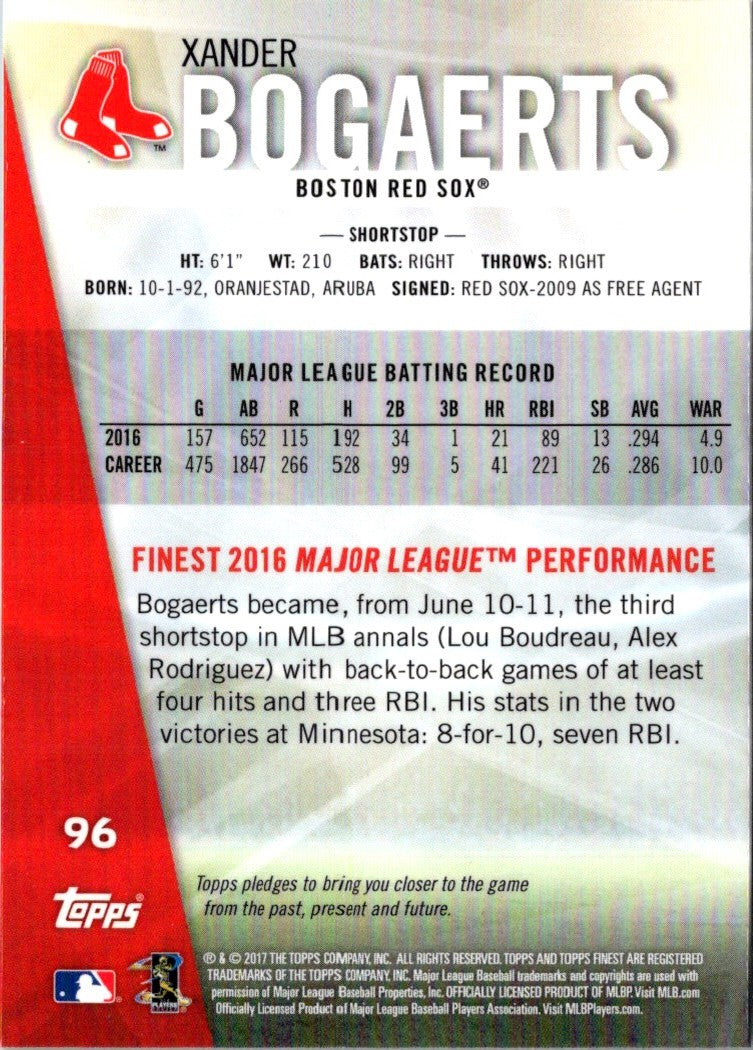 XANDER
BOGAERTS
TM
BOSTON RED SOX®
— SHORTSTOP —
HT: 6'1" WT: 210 BATS: RIGHT THROWS: RIGHT
BORN: 10-1-92, ORANJESTAD, ARUBA SIGNED: RED SOX-2009 AS FREE AGENT
MAJOR LEAGUE BATTING RECORD
G AB R H 2B 3B HR RBI SB AVG WAR
2016 157 652 115 192 34 1 21 89 13 .294 4.9
CAREER 475 1847 266 528 99 5 41 221 26 .286 10.0
FINEST 2016 MAJOR LEAGUE™ PERFORMANCE
Bogaerts became, from June 10-11, the third
shortstop in MLB annals (Lou Boudreau, Alex
Rodriguez) with back-to-back games of at least
four hits and three RBI. His stats in the two
victories at Minnesota: 8-for-10, seven RBI.
96
Topps pledges to bring you closer to the game
from the past, present and future.
Topps®
® & © 2017 THE TOPPS COMPANY, INC. ALL RIGHTS RESERVED. TOPPS AND TOPPS FINEST ARE REGISTERED
TRADEMARKS OF THE TOPPS COMPANY, INC. Major League Baseball trademarks and copyrights are used with
permission of Major League Baseball Properties, Inc. OFFICIALLY LICENSED PRODUCT OF MLBP. Visit MLB.com
Officially Licensed Product of Major League Baseball Players Association. Visit MLBPlayers.com.
PLAYERS